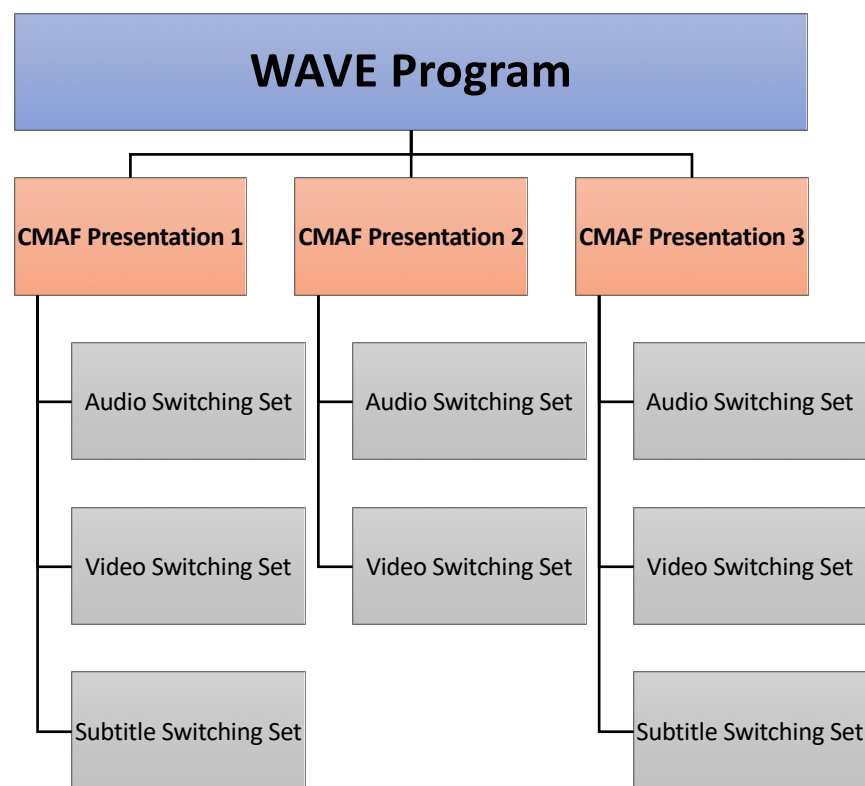 WAVE Program
CMAF Presentation 1
CMAF Presentation 2
CMAF Presentation 3
Audio Switching Set
Audio Switching Set
Audio Switching Set
Video Switching Set
Video Switching Set
Video Switching Set
Subtitle Switching Set
Subtitle Switching Set